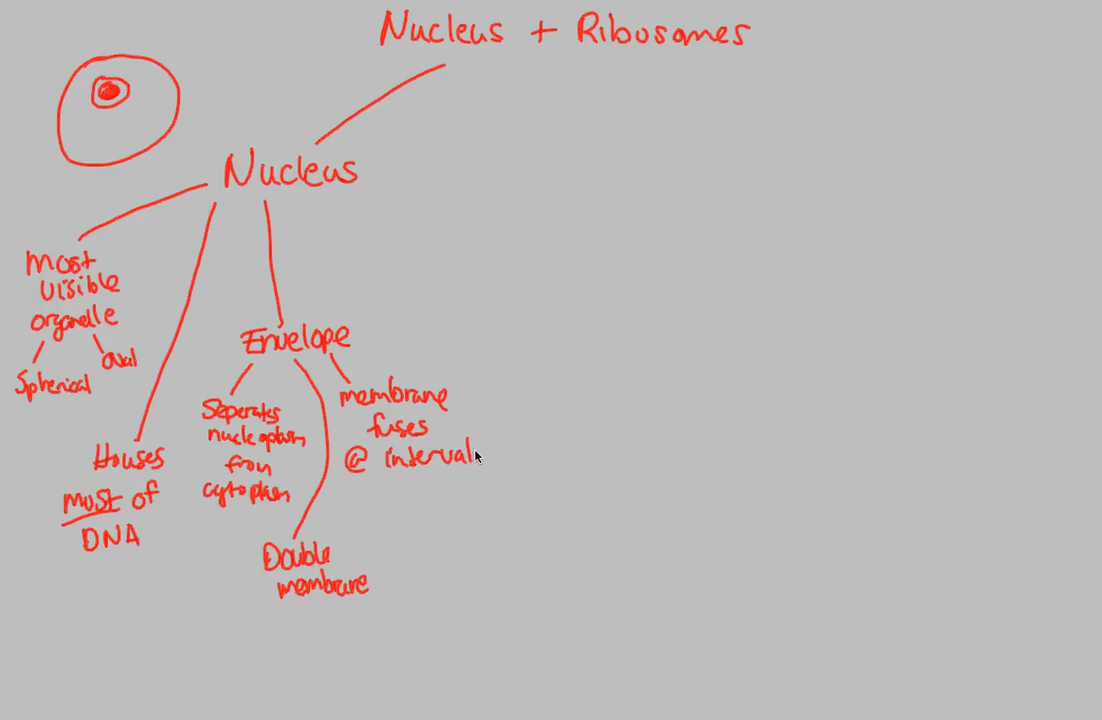 Nucleus + Ribosomes
Nucleus
Most
visible
organelle
Spherical
Oval
Houses
most of
DNA
Envelope
Seperates
nucleoplasm
from
cytoplasm
Double
membrane
membrane
fuses
@ interval